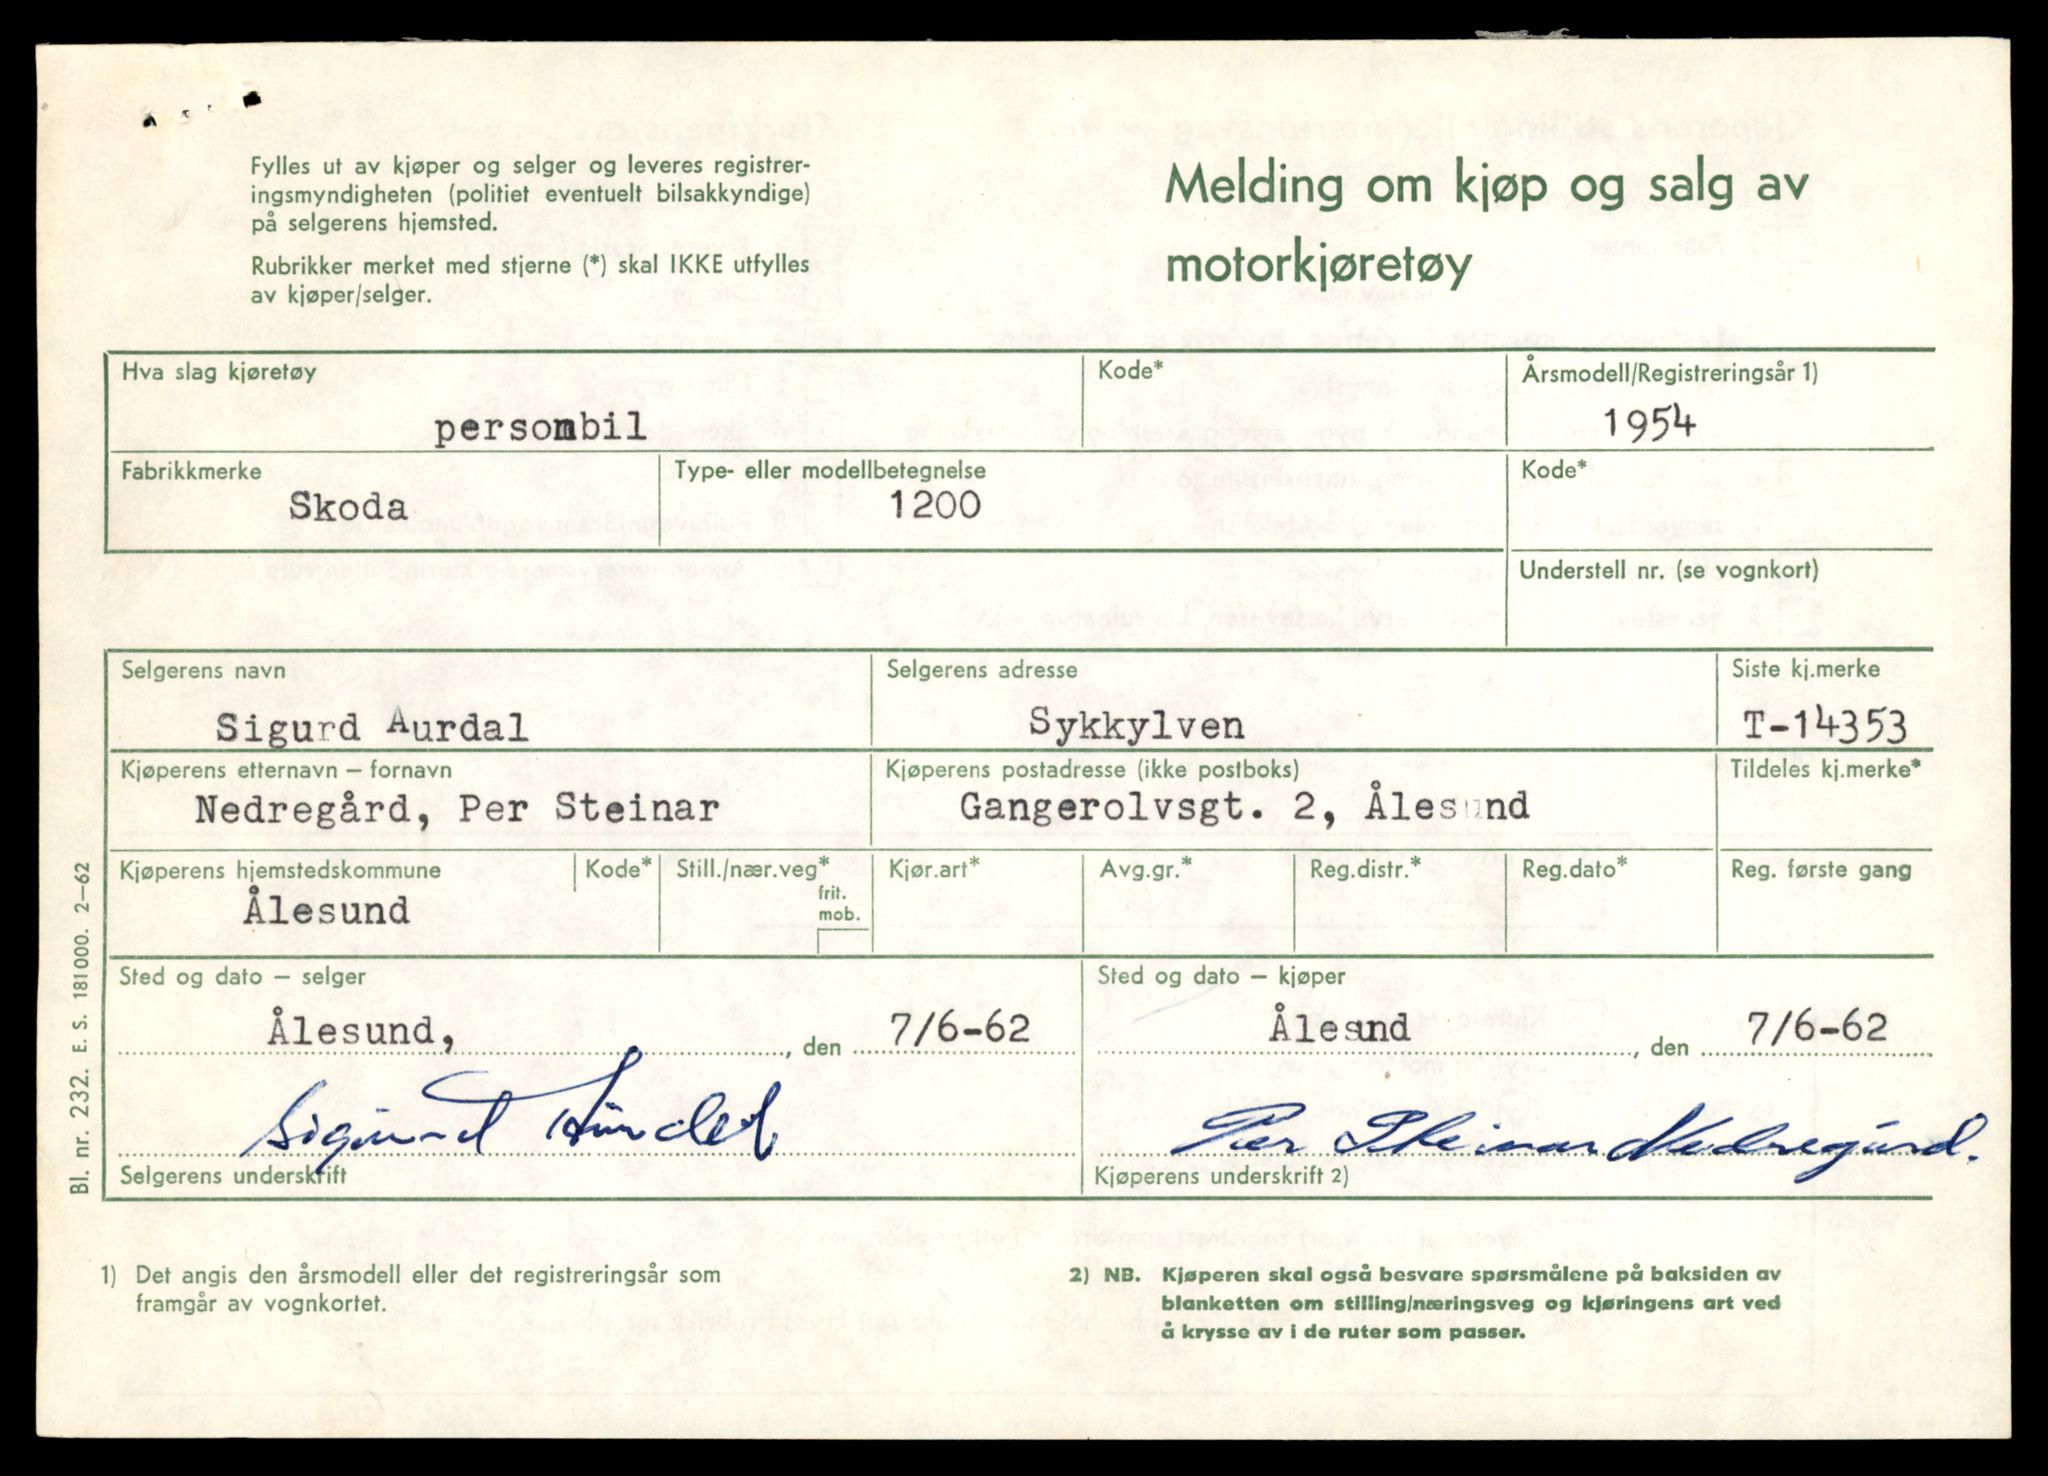 Fylles ut av kjøper og selger og leveres registrer-
ingsmyndigheten (politiet eventuelt bilsakkyndige)
på selgerens hjemsted.
Rubrikker merket med stjerne (*) skal IKKE utfylles
av kjøper/selger.
Melding om kjøp og salg av
motorkjøretøy
Hva slag kjøretøy
personbil
Kode*
Årsmodell/Registreringsår 1)
1954
Fabrikkmerke
Skoda
Type- eller modellbetegnelse
1200
Kode*
Understell nr. (se vognkort)
Selgerens navn
Sigurd Aurdal
Selgerens adresse
Sykkylven
Siste kj.merke
T-14353
Kjøperens etternavn – fornavn
Nedregård, Per Steinar
Kjøperens postadresse (ikke postboks)
Gangerolvsgt. 2, Ålesund
Tildeles kj.merke*
Kjøperens hjemstedskommune
Ålesund
Kode*
Still./nær.veg*
frit.
mob.
Kjør.art*
Avg.gr.*
Reg.distr.*
Reg.dato*
Reg. første gang
Sted og dato – selger
Ålesund, , den 7/6-62
Sted og dato – kjøper
Ålesund , den 7/6-62
Sigurd Aurdal
Selgerens underskrift
Per Steinar Nedregård.
Kjøperens underskrift 2)
1) Det angis den årsmodell eller det registreringsår som
framgår av vognkortet.
2) NB. Kjøperen skal også besvare spørsmålene på baksiden av
blanketten om stilling/næringsveg og kjøringens art ved
å krysse av i de ruter som passer.
Bl. nr. 232. E. S. 181000. 2–62